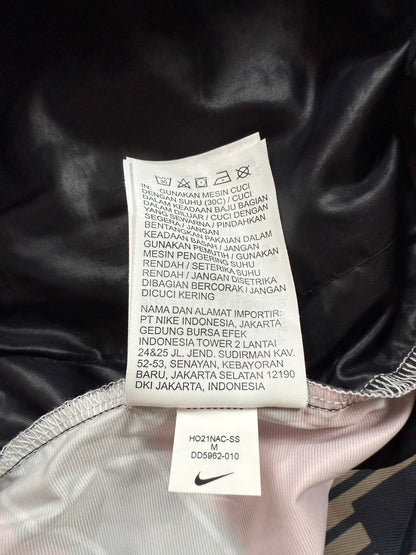 30
IN: GUNAKAN MESIN CUCI
DENGAN SUHU (30C) / CUCI
DALAM KEADAAN BAJU BAGIAN
DALAM DILUAR / CUCI DENGAN
YANG SEWARNA / PINDAHKAN
SEGERA / JANGAN
BENTANGKAN PAKAIAN DALAM
KEADAAN BASAH / JANGAN
GUNAKAN PEMUTIH / GUNAKAN
MESIN PENGERING SUHU
RENDAH / SETERIKA SUHU
RENDAH / JANGAN DISETRIKA
DIBAGIAN BERCORAK / JANGAN
DICUCI KERING
NAMA DAN ALAMAT IMPORTIR:
PT NIKE INDONESIA, JAKARTA
GEDUNG BURSA EFEK
INDONESIA TOWER 2 LANTAI
24&25 JL. JEND. SUDIRMAN KAV.
52-53, SENAYAN, KEBAYORAN
BARU, JAKARTA SELATAN 12190
DKI JAKARTA, INDONESIA
HO21NAC-SS
M
DD5962-010